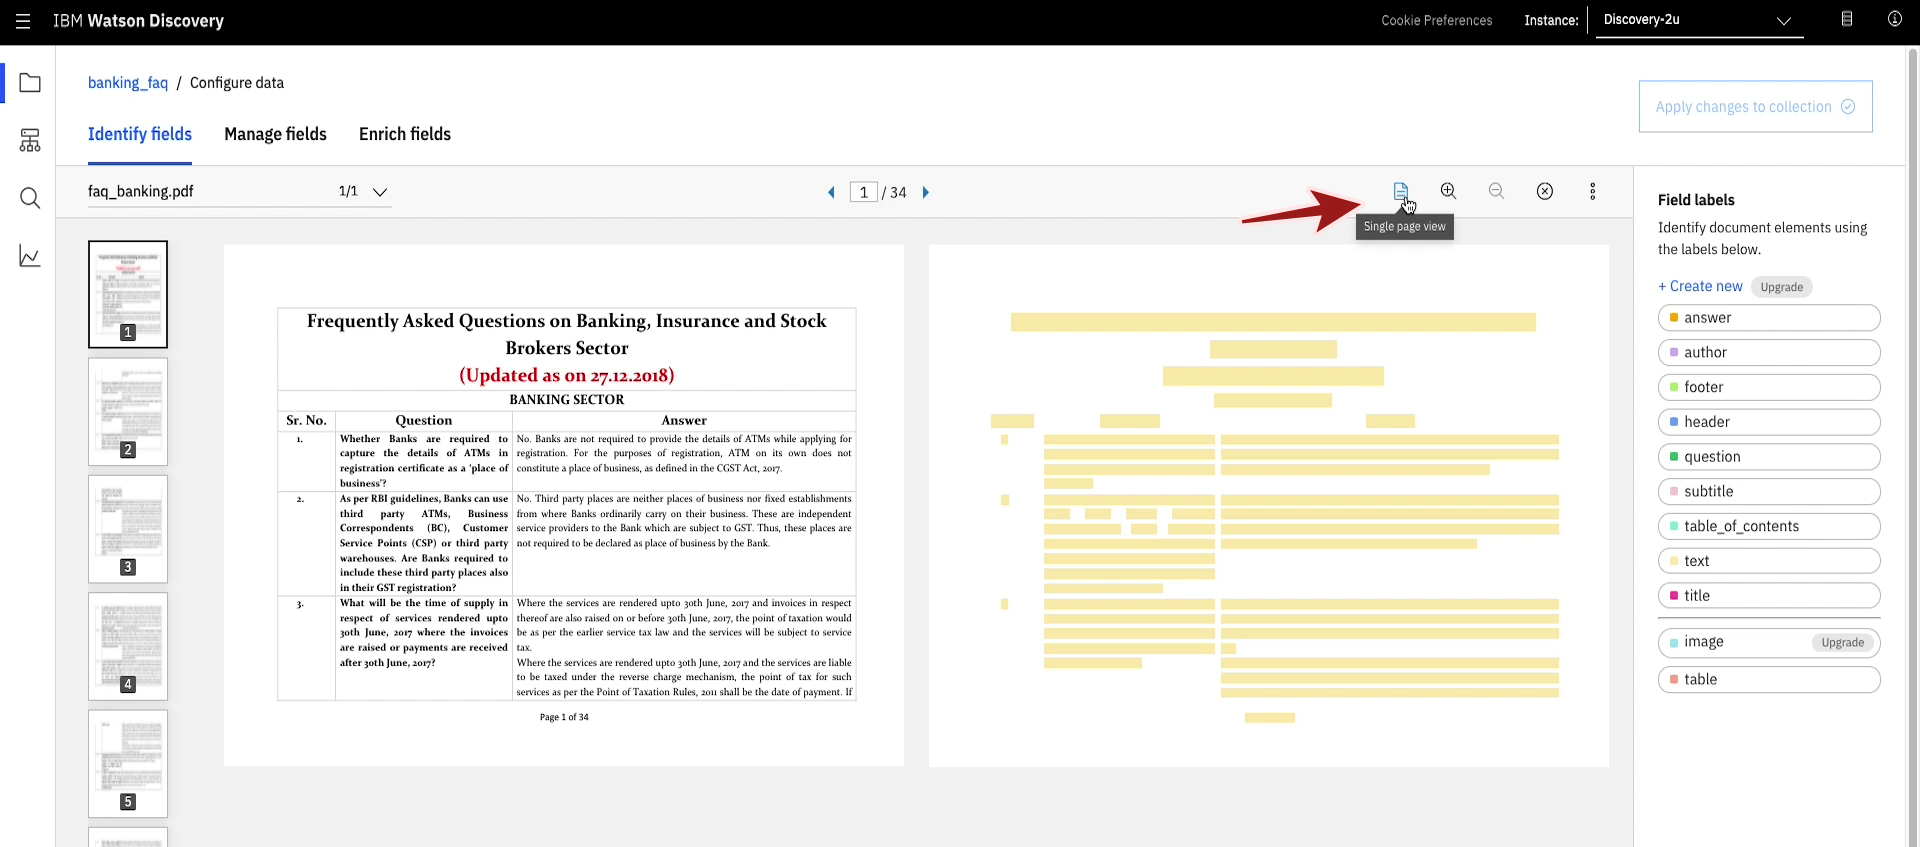 IBM Watson Discovery
Cookie Preferences
Instance:
Discovery-2u
banking_faq / Configure data
Apply changes to collection
Identify fields
Manage fields
Enrich fields
faq_banking.pdf
1/1
1 / 34
Single page view
1
2
3
4
5
Frequently Asked Questions on Banking, Insurance and Stock
Brokers Sector
(Updated as on 27.12.2018)
BANKING SECTOR
Sr. No.
Question
Answer
1.
Whether Banks are required to
capture the details of ATMs in
registration certificate as a 'place of
business'?
No. Banks are not required to provide the details of ATMs while applying for
registration. For the purposes of registration, ATM on its own does not
constitute a place of business, as defined in the CGST Act, 2017.
2.
As per RBI guidelines, Banks can use
third party ATMs, Business
Correspondents (BC), Customer
Service Points (CSP) or third party
warehouses. Are Banks required to
include these third party places also
in their GST registration?
No. Third party places are neither places of business nor fixed establishments
from where Banks ordinarily carry on their business. These are independent
service providers to the Bank which are subject to GST. Thus, these places are
not required to be declared as place of business by the Bank.
3.
What will be the time of supply in
respect of services rendered upto
30th June, 2017 where the invoices
are raised or payments are received
after 30th June, 2017?
Where the services are rendered upto 30th June, 2017 and invoices in respect
thereof are also raised on or before 30th June, 2017, the point of taxation would
be as per the earlier service tax law and the services will be subject to service
tax.
Where the services are rendered upto 30th June, 2017 and the services are liable
to be taxed under the reverse charge mechanism, the point of tax for such
services as per the Point of Taxation Rules, 2011 shall be the date of payment. If
Page 1 of 34
Field labels
Identify document elements using
the labels below.
+ Create new
Upgrade
answer
author
footer
header
question
subtitle
table_of_contents
text
title
image
Upgrade
table